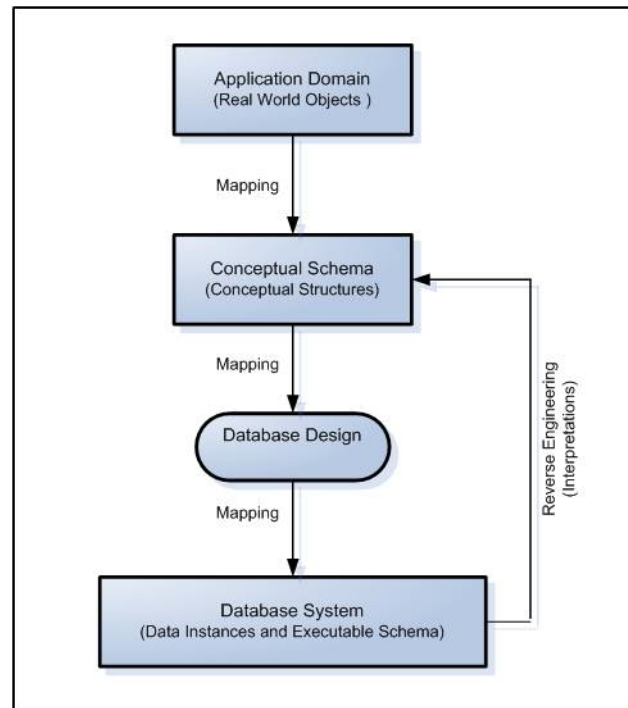 Application Domain
(Real World Objects )
Mapping
Conceptual Schema
(Conceptual Structures)
Mapping
Database Design
Mapping
Database System
(Data Instances and Executable Schema)
Reverse Engineering
(Interpretations)